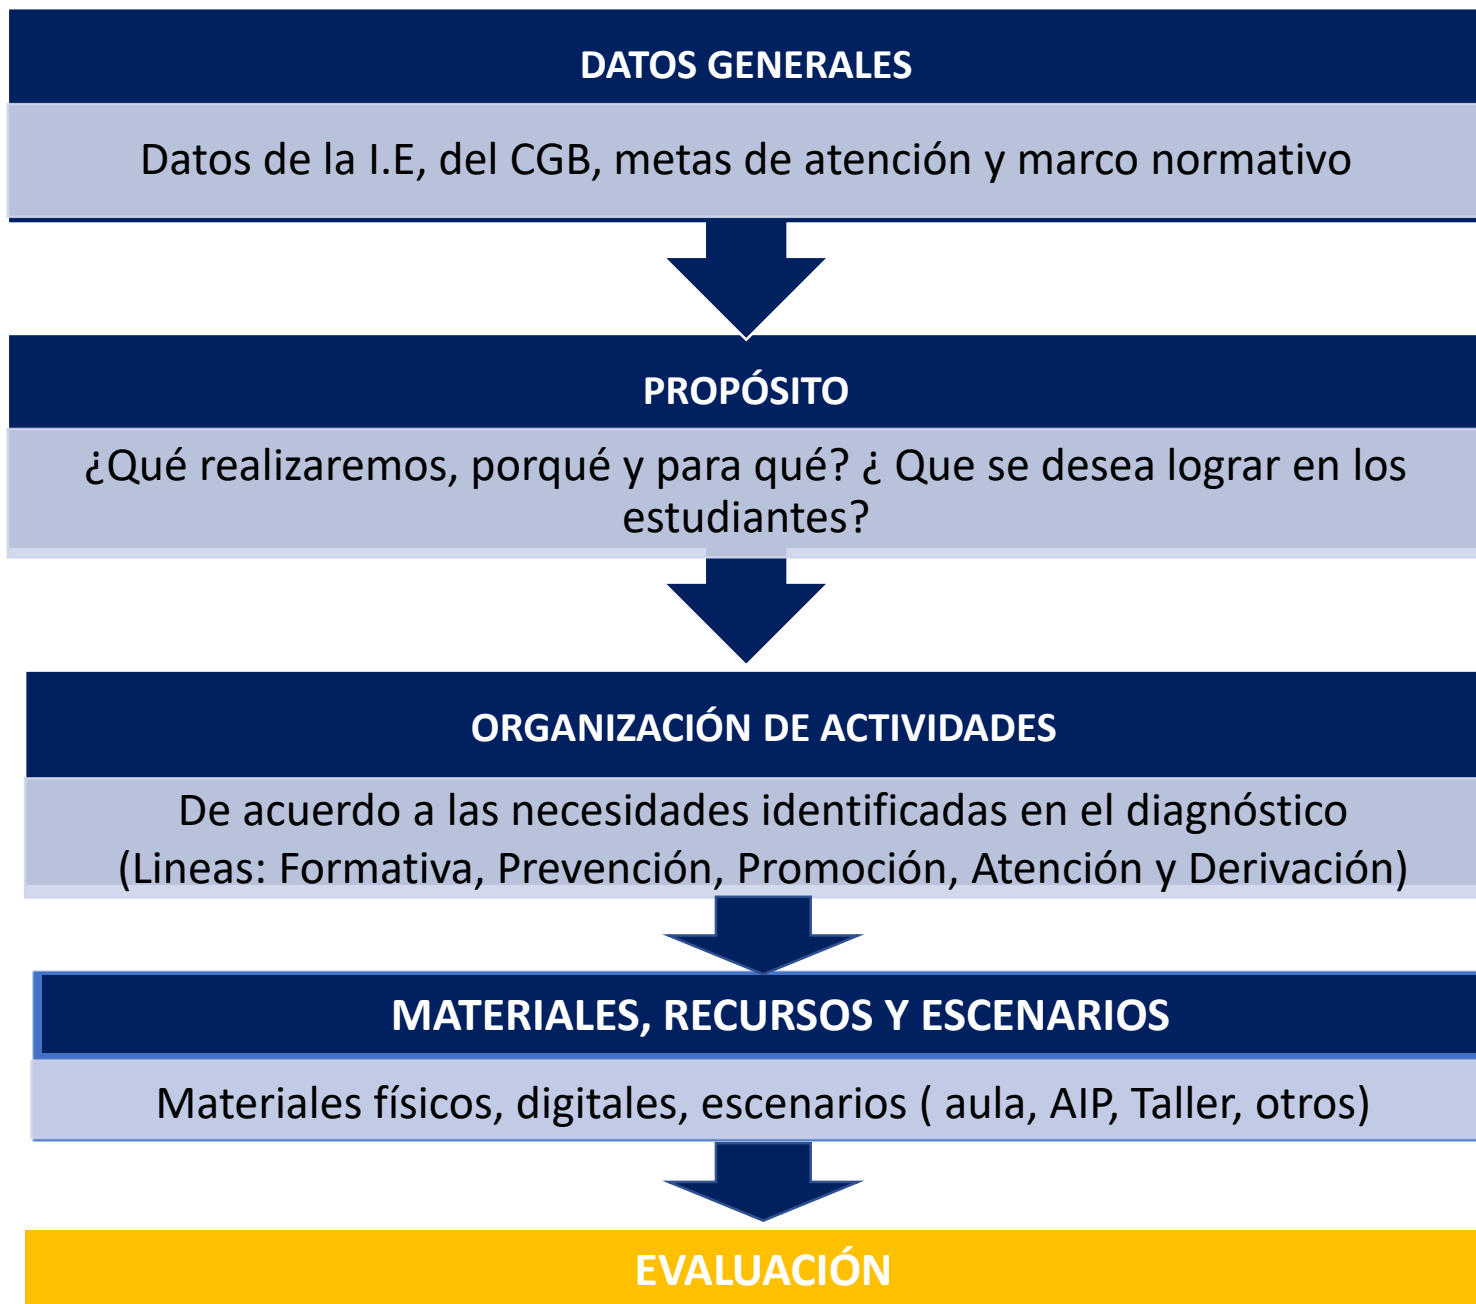 DATOS GENERALES
Datos de la I.E, del CGB, metas de atención y marco normativo
PROPÓSITO
¿Qué realizaremos, porqué y para qué? ¿ Que se desea lograr en los
estudiantes?
ORGANIZACIÓN DE ACTIVIDADES
De acuerdo a las necesidades identificadas en el diagnóstico
(Lineas: Formativa, Prevención, Promoción, Atención y Derivación)
MATERIALES, RECURSOS Y ESCENARIOS
Materiales físicos, digitales, escenarios ( aula, AIP, Taller, otros)
EVALUACIÓN